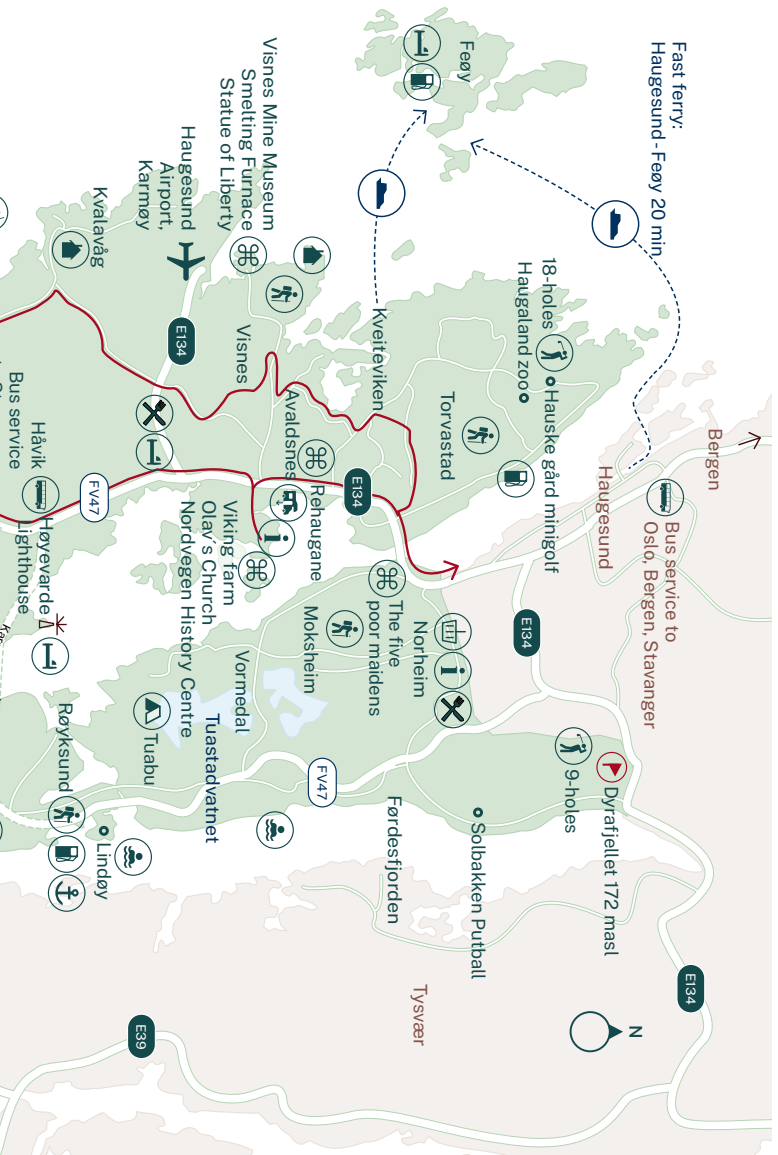 Fast ferry:
Haugesund - Feøy 20 min
Feøy
Bergen
Bus service to
Oslo, Bergen, Stavanger
Haugesund
18-holes
Haugaland zoo
Hauske gård minigolf
Torvastad
Kveiteviken
Visnes Mine Museum
Smelting Furnace
Statue of Liberty
Haugesund
Airport,
Karmøy
Kvalavåg
E134
Visnes
Avaldsnes
E134
Rehaugane
E134
Viking farm
Olav´s Church
Nordvegen History Centre
The five
poor maidens
Norheim
Moksheim
Bus service
Håvik
FV47
Høyevarde
Lighthouse
Vormedal
Tuastadvatnet
Tuabu
Røyksund
FV47
Lindøy
9-holes
Dyrafjellet 172 masl
Førdesfjorden
Solbakken Putball
Tysvær
E134
E39
N